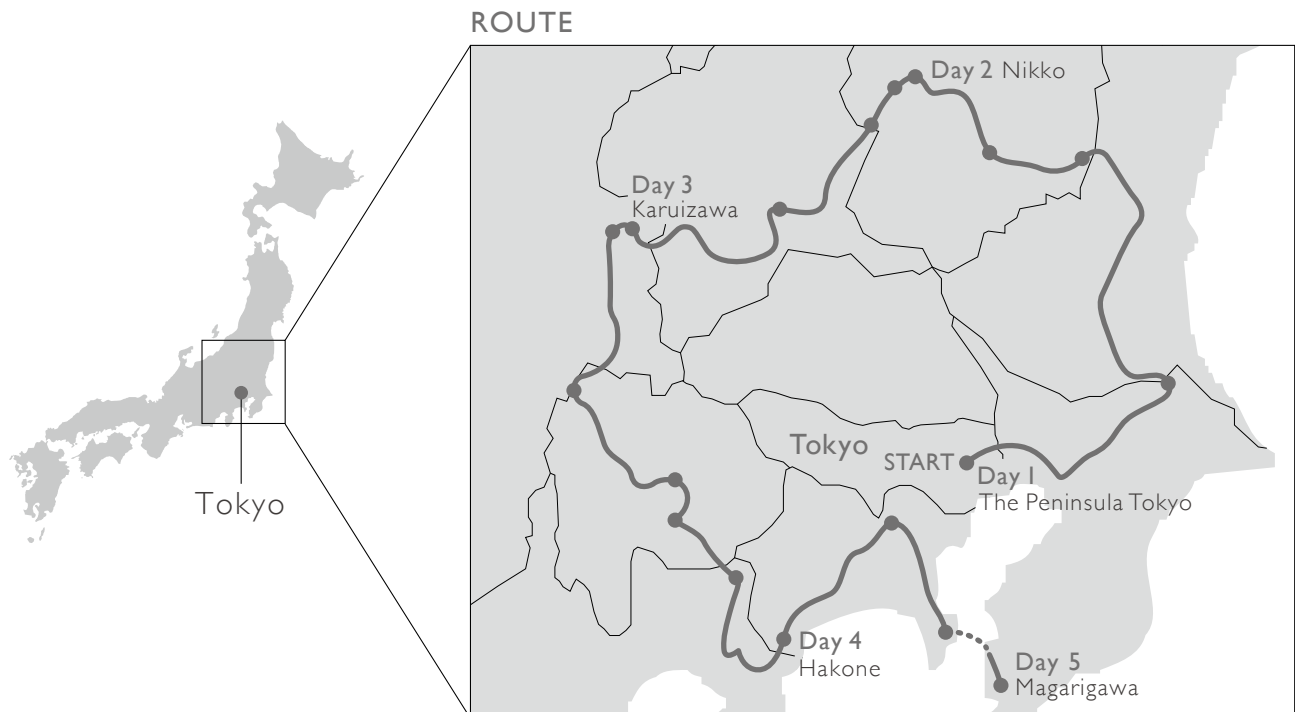 ROUTE
Day 2 Nikko
Day 3
Karuizawa
Tokyo
START
Day 1
The Peninsula Tokyo
Tokyo
Day 4
Hakone
Day 5
Magarigawa